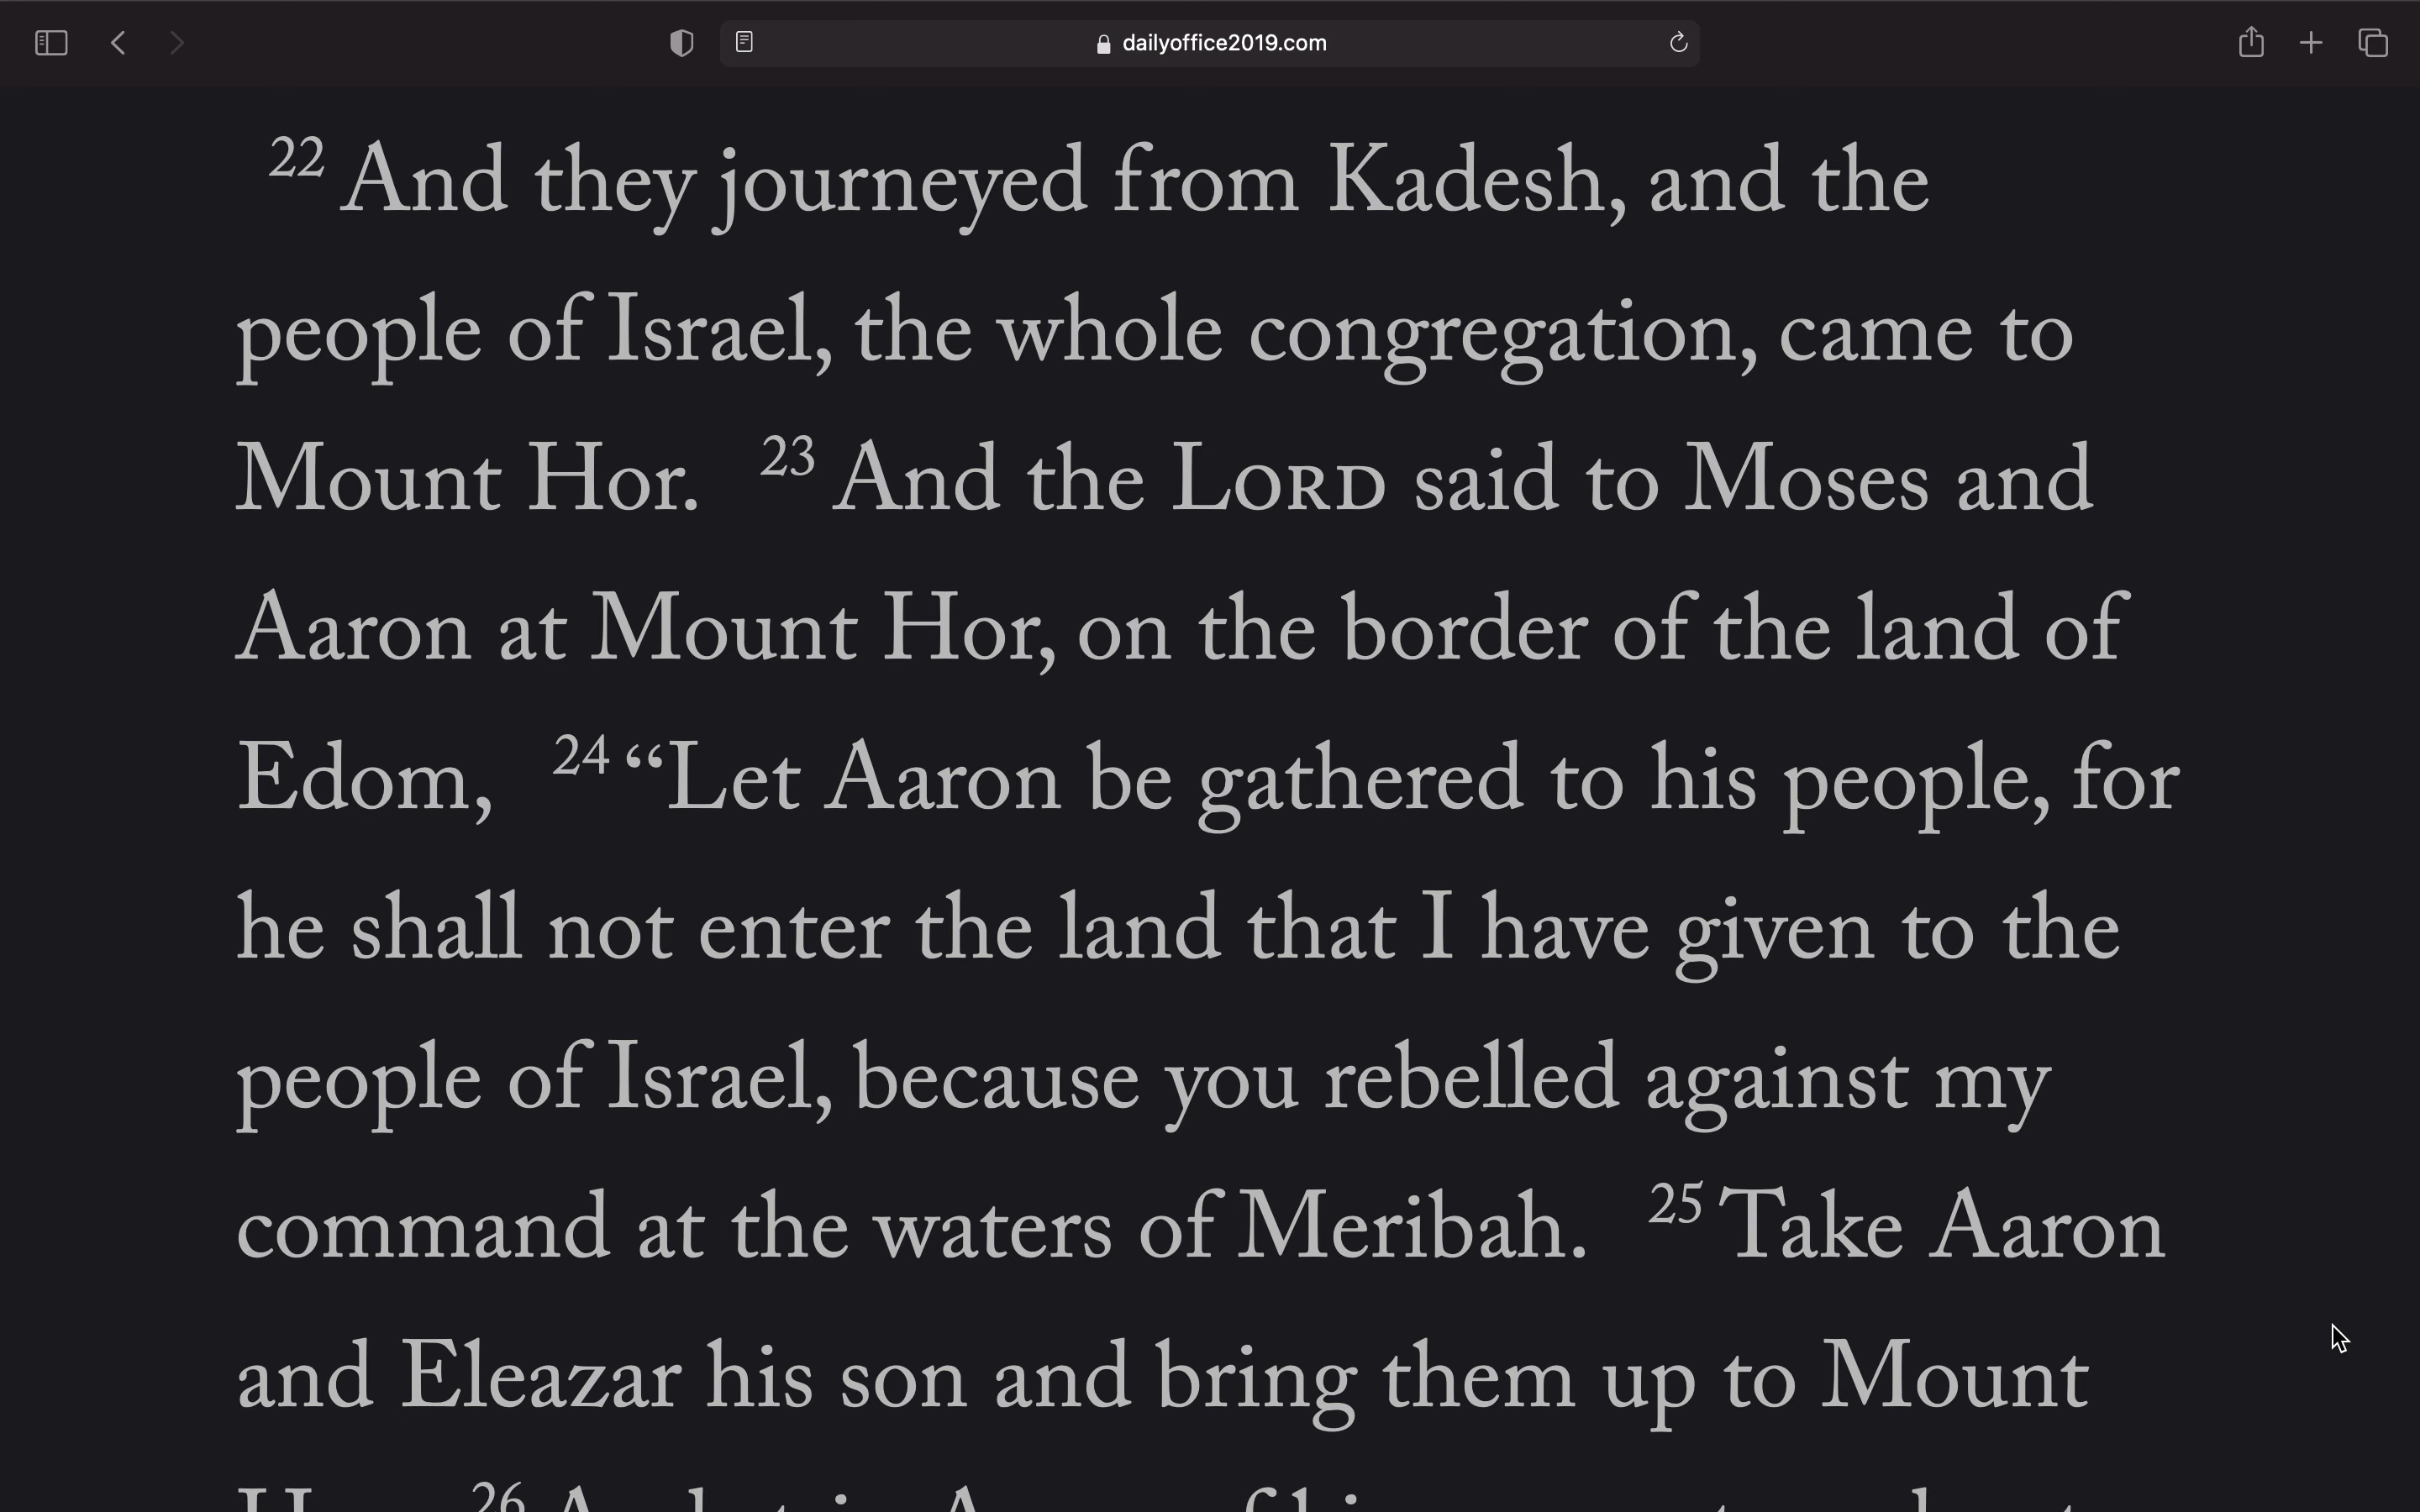 dailyoffice2019.com
22 And they journeyed from Kadesh, and the
people of Israel, the whole congregation, came to
Mount Hor. 23 And the LORD said to Moses and
Aaron at Mount Hor, on the border of the land of
Edom, 24 “Let Aaron be gathered to his people, for
he shall not enter the land that I have given to the
people of Israel, because you rebelled against my
command at the waters of Meribah. 25 Take Aaron
and Eleazar his son and bring them up to Mount
26